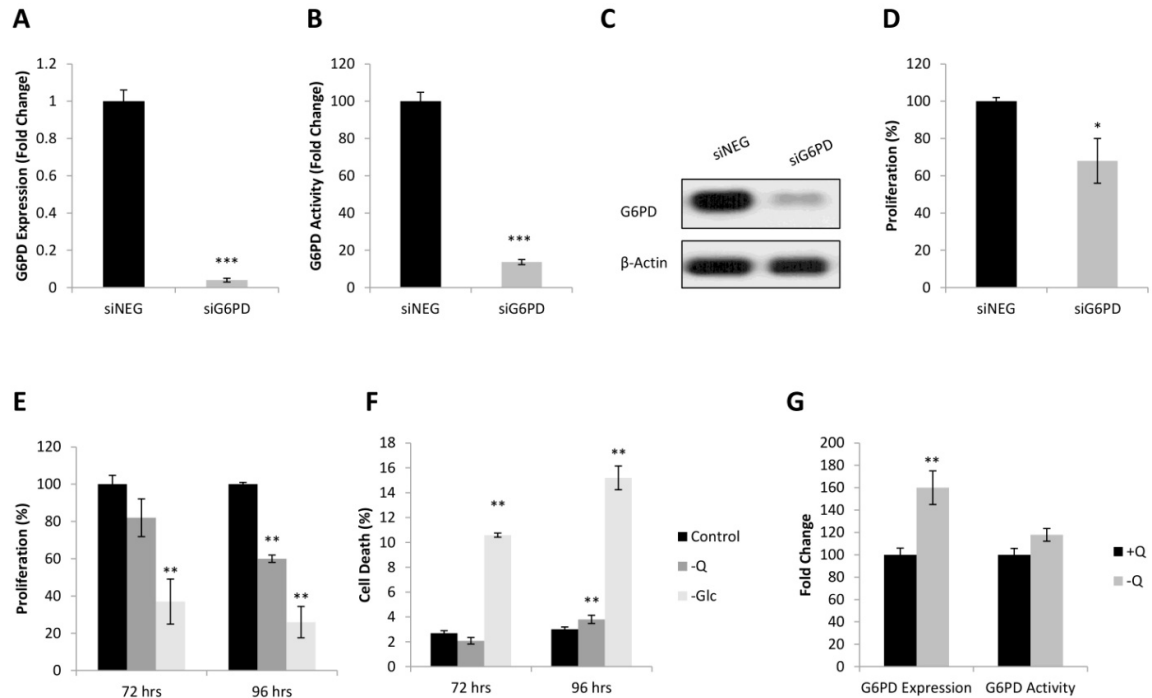 A
G6PD Expression (Fold Change)
1.2
1
0.8
0.6
0.4
0.2
0
***
siNEG
siG6PD
B
G6PD Activity (Fold Change)
120
100
80
60
40
20
0
***
siNEG
siG6PD
C
siNEG
siG6PD
G6PD
β-Actin
D
Proliferation (%)
120
100
80
60
40
20
0
*
siNEG
siG6PD
E
Proliferation (%)
120
100
80
60
40
20
0
**
**
**
72 hrs
96 hrs
F
Cell Death (%)
18
16
14
12
10
8
6
4
2
0
**
**
**
72 hrs
96 hrs
Control
-Q
-Glc
G
Fold Change
200
180
160
140
120
100
80
60
40
20
0
**
G6PD Expression
G6PD Activity
+Q
-Q